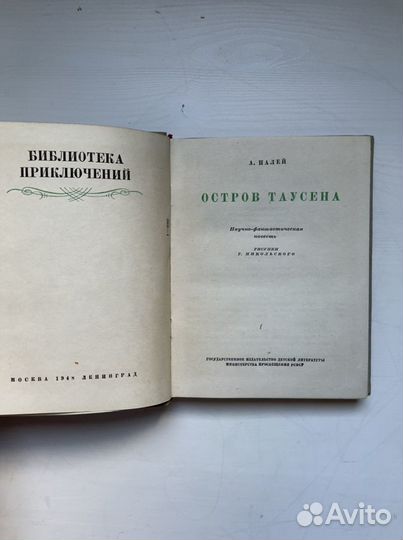 БИБЛИОТЕКА
ПРИКЛЮЧЕНИЙ
МОСКВА 1948 ЛЕНИНГРАД
А. ПАЛЕЙ
ОСТРОВ ТАУСЕНА
Научно-фантастическая
повесть
РИСУНКИ
Г. НИКОЛЬСКОГО
ГОСУДАРСТВЕННОЕ ИЗДАТЕЛЬСТВО ДЕТСКОЙ ЛИТЕРАТУРЫ
МИНИСТЕРСТВА ПРОСВЕЩЕНИЯ РСФСР
Avito